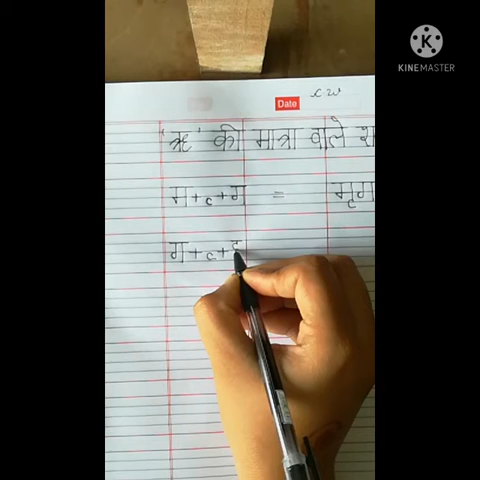 KINEMASTER
Date C.W
'ऋ' की मात्रा वाले
म + ृ + ग = मृग
ग + ृ + ह